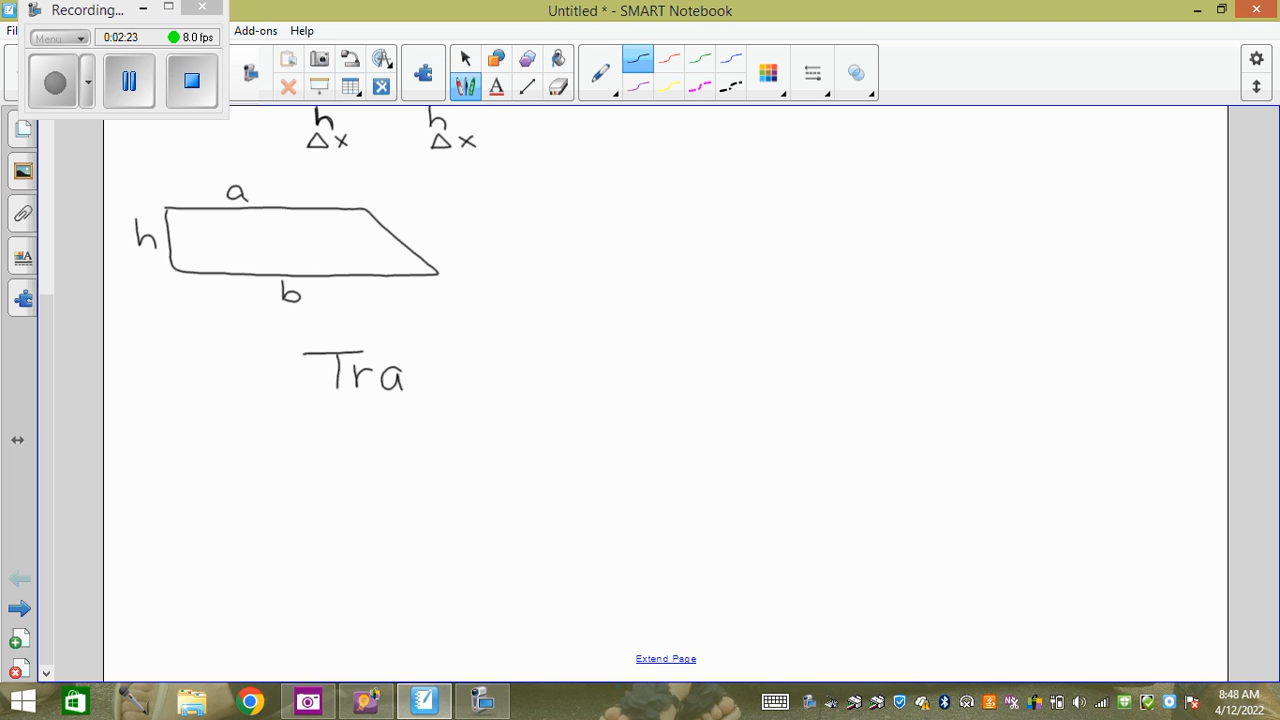 Recording...
Untitled * - SMART Notebook
Menu
0:02:23
8.0 fps
Add-ons
Help
h
h
Δx
Δx
a
h
b
Tra
Extend Page
8:48 AM
4/12/2022